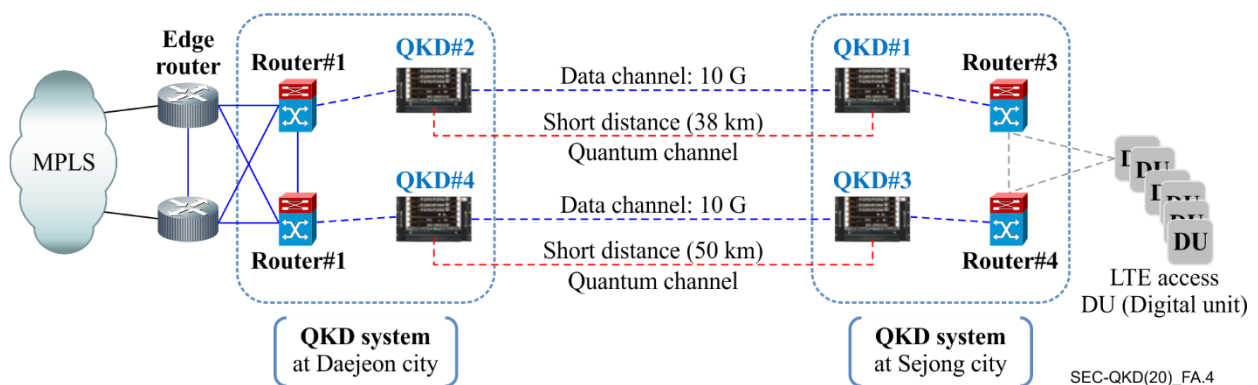 Edge
router
Router#1
QKD#2
Data channel: 10 G
QKD#1
Router#3
Short distance (38 km)
Quantum channel
MPLS
QKD#4
Data channel: 10 G
QKD#3
Short distance (50 km)
Quantum channel
Router#1
Router#4
DU
DU
DU
DU
LTE access
DU (Digital unit)
QKD system
at Daejeon city
QKD system
at Sejong city
SEC-QKD(20)_FA.4